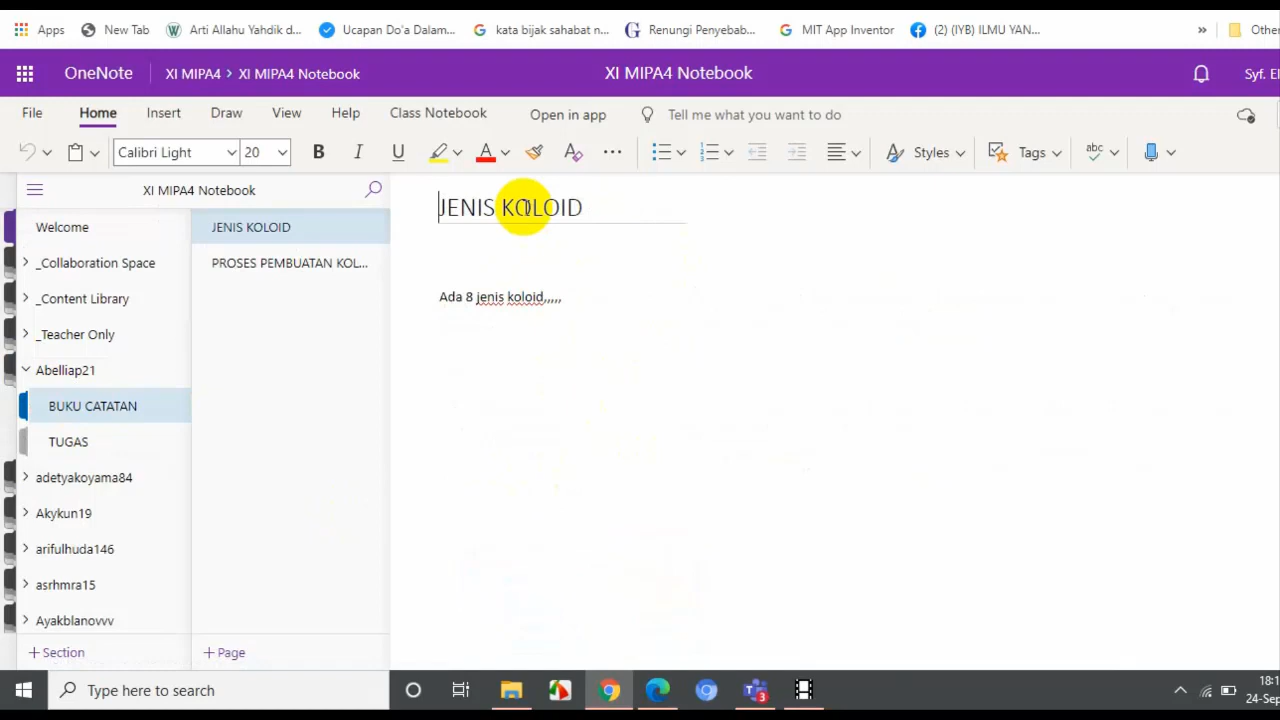 Apps New Tab Arti Allahu Yahdik d... Ucapan Do'a Dalam... kata bijak sahabat n... Renungi Penyebab... MIT App Inventor (2) (IYB) ILMU YAN... » Other
OneNote XI MIPA4 > XI MIPA4 Notebook XI MIPA4 Notebook Syf. El
File Home Insert Draw View Help Class Notebook Open in app Tell me what you want to do
Calibri Light 20 B I U A A ... Styles Tags abc
XI MIPA4 Notebook
JENIS KOLOID
Welcome
_Collaboration Space
_Content Library
_Teacher Only
Abelliap21
BUKU CATATAN
TUGAS
adetyakoyama84
Akykun19
arifulhuda146
asrhmra15
Ayakblanovvv
+ Section
JENIS KOLOID
PROSES PEMBUATAN KOL...
+ Page
Ada 8 jenis koloid,,,,,
Type here to search
3
18:1
24-Sep